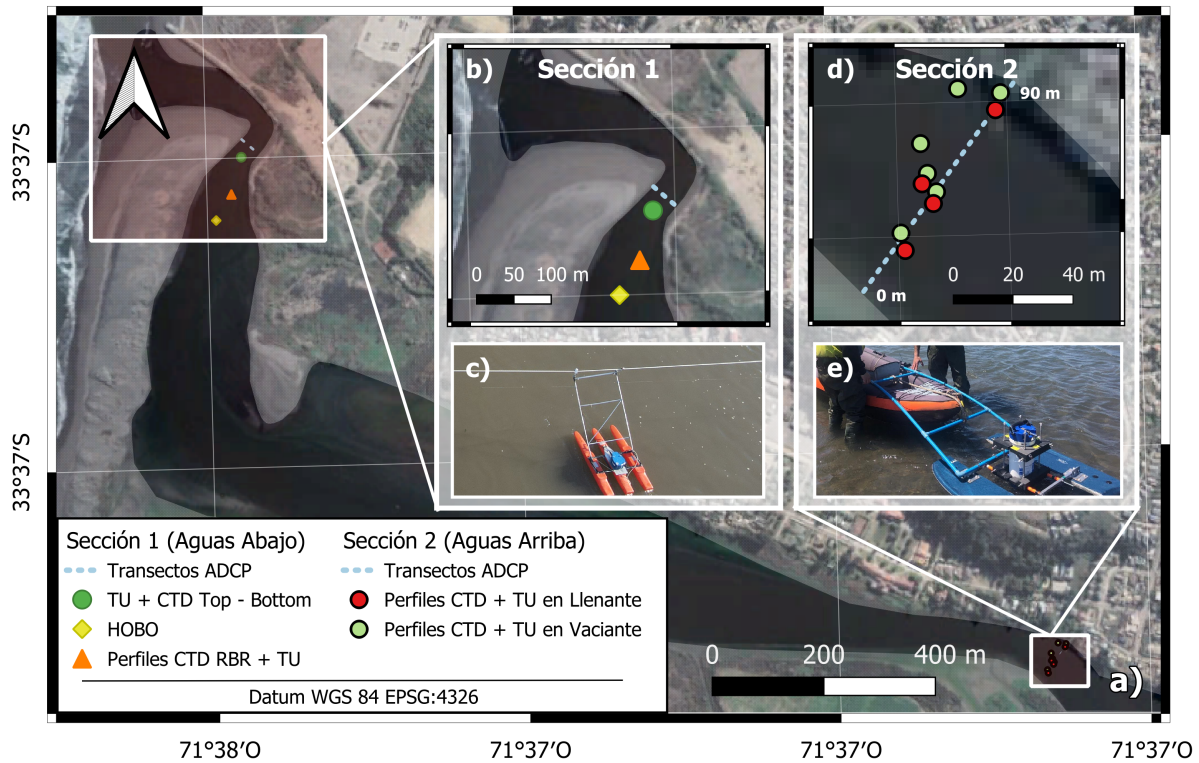 b) Sección 1
0 50 100 m
d) Sección 2
90 m
0 m
0 20 40 m
c)
e)
33°37'S
33°37'S
Sección 1 (Aguas Abajo)
Transectos ADCP
TU + CTD Top - Bottom
HOBO
Perfiles CTD RBR + TU
Sección 2 (Aguas Arriba)
Transectos ADCP
Perfiles CTD + TU en Llenante
Perfiles CTD + TU en Vaciante
Datum WGS 84 EPSG:4326
0 200 400 m
a)
71°38'O 71°37'O 71°37'O 71°37'O